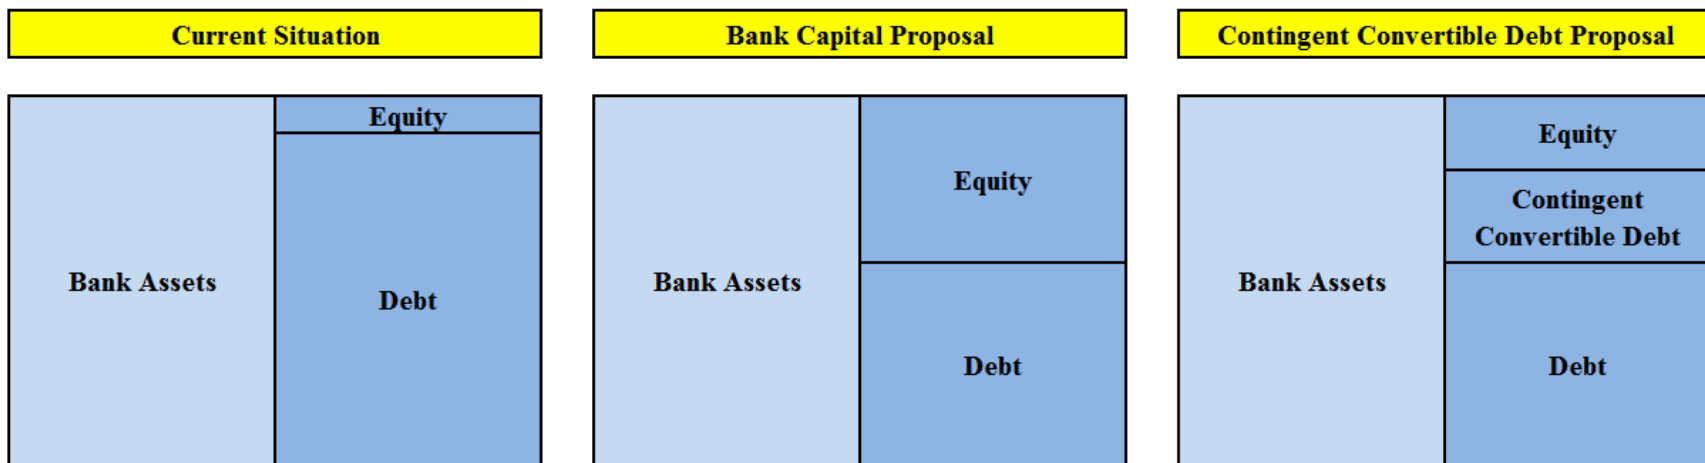 Current Situation
Bank Capital Proposal
Contingent Convertible Debt Proposal
Bank Assets
Equity
Debt
Bank Assets
Equity
Debt
Bank Assets
Equity
Contingent
Convertible Debt
Debt